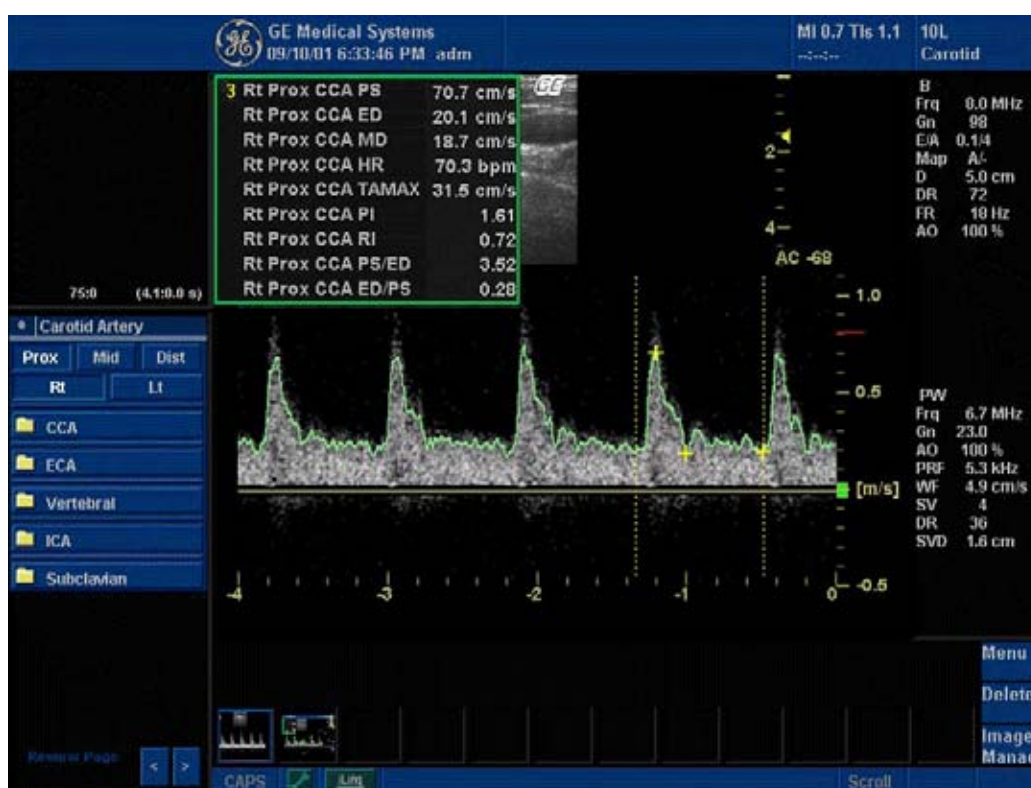 GE Medical Systems
09/10/01 6:33:46 PM adm
MI 0.7 TIs 1.1
--:--:--
10L
Carotid
3 Rt Prox CCA PS 70.7 cm/s
Rt Prox CCA ED 20.1 cm/s
Rt Prox CCA MD 18.7 cm/s
Rt Prox CCA HR 70.3 bpm
Rt Prox CCA TAMAX 31.5 cm/s
Rt Prox CCA PI 1.61
Rt Prox CCA RI 0.72
Rt Prox CCA PS/ED 3.52
Rt Prox CCA ED/PS 0.28
GE
2
4
AC -68
B
Frq 8.0 MHz
Gn 98
E/A 0.1/4
Map A/-
D 5.0 cm
DR 72
FR 18 Hz
AO 100 %
75:0 (4.1:0.0 s)
Carotid Artery
Prox Mid Dist
Rt Lt
CCA
ECA
Vertebral
ICA
Subclavian
1.0
0.5
[m/s]
-0.5
-4 -3 -2 -1 0
PW
Frq 6.7 MHz
Gn 23.0
AO 100 %
PRF 5.3 kHz
WF 4.9 cm/s
SV 4
DR 36
SVD 1.6 cm
Menu
Delete
Image
Manag
Review Page < >
CAPS Lim Scroll